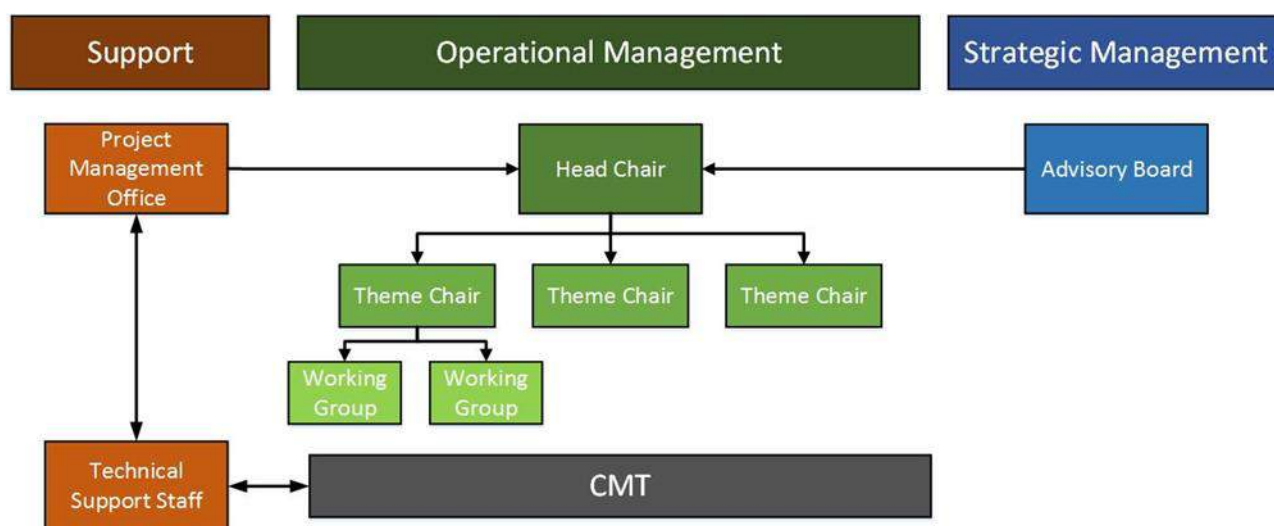 Support
Operational Management
Strategic Management
Project
Management
Office
Head Chair
Advisory Board
Theme Chair
Theme Chair
Theme Chair
Working
Group
Working
Group
Technical
Support Staff
CMT